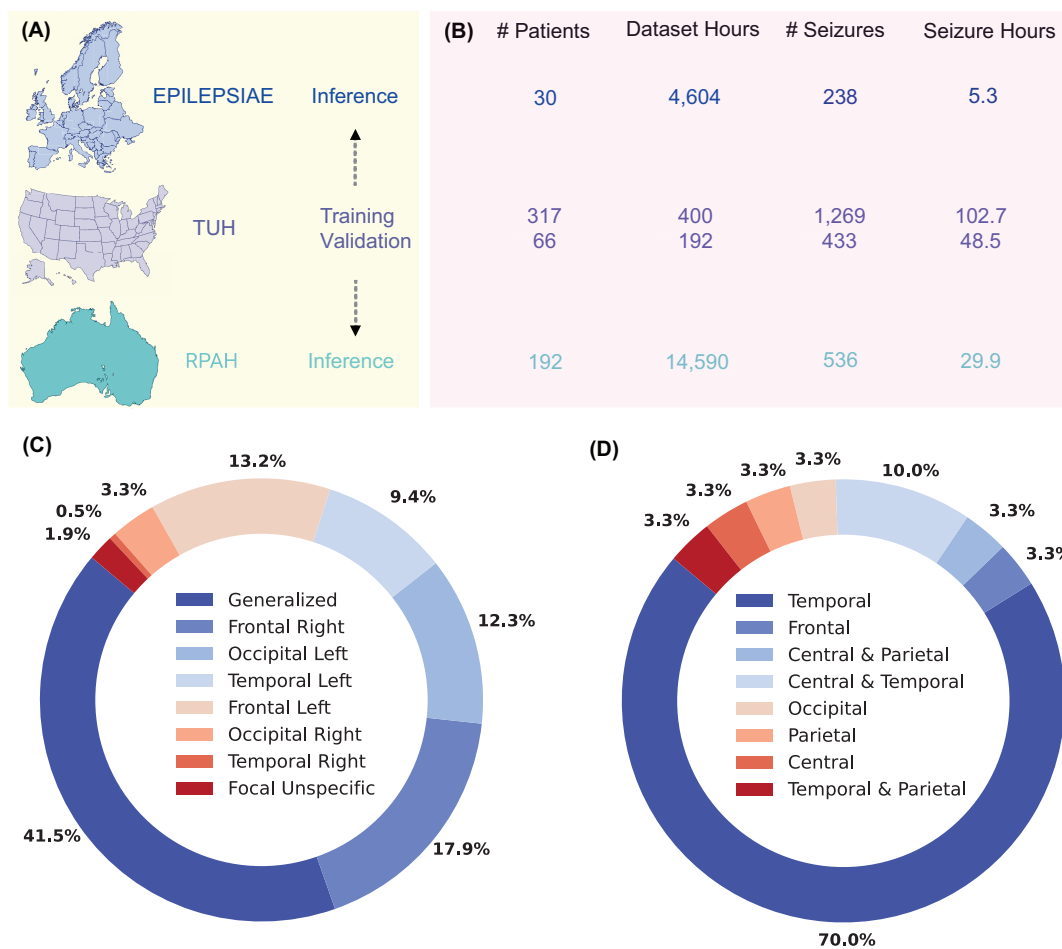 (A)
EPILEPSIAE Inference
TUH Training
Validation
RPAH Inference
(B) # Patients Dataset Hours # Seizures Seizure Hours
30 4,604 238 5.3
317 400 1,269 102.7
66 192 433 48.5
192 14,590 536 29.9
(C)
13.2%
3.3%
9.4%
0.5%
1.9%
12.3%
41.5%
17.9%
Generalized
Frontal Right
Occipital Left
Temporal Left
Frontal Left
Occipital Right
Temporal Right
Focal Unspecific
(D)
3.3%
3.3%
10.0%
3.3%
3.3%
3.3%
3.3%
Temporal
Frontal
Central & Parietal
Central & Temporal
Occipital
Parietal
Central
Temporal & Parietal
70.0%